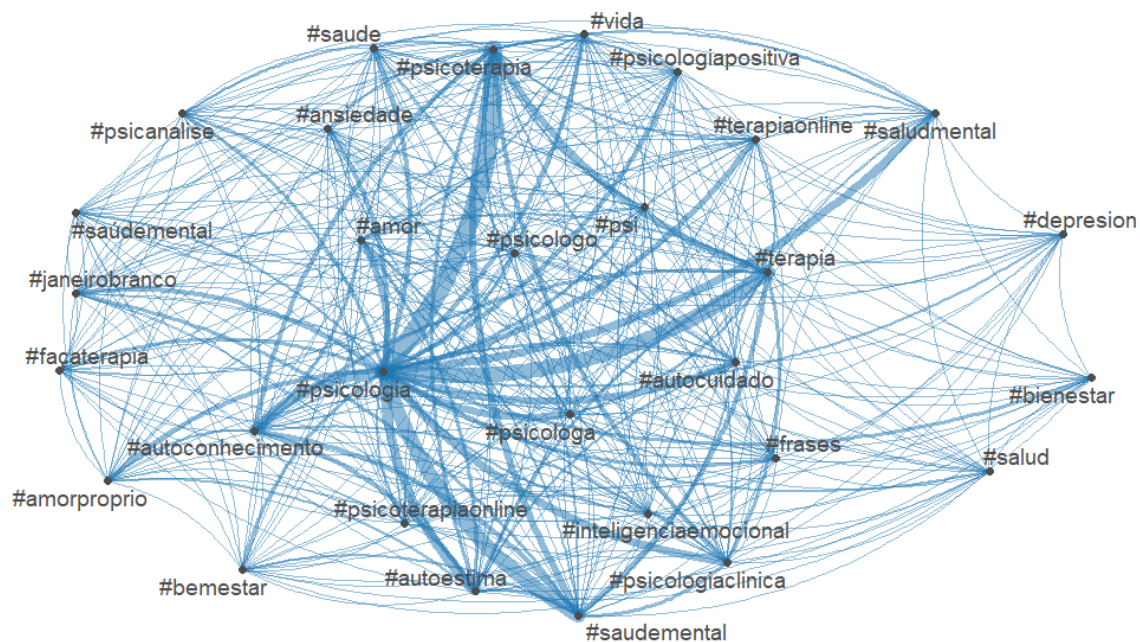 #vida
#saude
#psicoterapia
#psicologiapositiva
#psicanalise
#ansiedade
#terapiaonline
#saludmental
#saúdemental
#amor
#psicologo
#psi
#depresion
#terapia
#janeirobranco
#façaterapia
#psicologia
#autocuidado
#bienestar
#autoconhecimento
#psicologa
#frases
#salud
#amorproprio
#psicoterapiaonline
#inteligenciaemocional
#bemestar
#autoestima
#psicologiaclinica
#saudemental